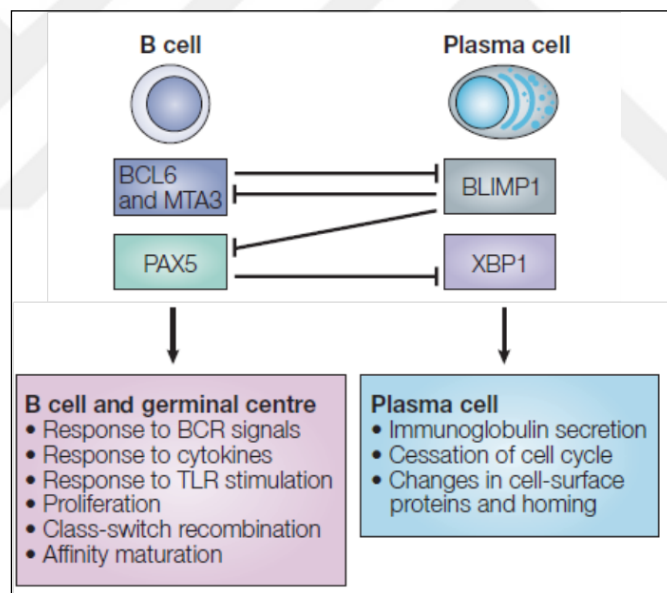 B cell
Plasma cell
BCL6
and MTA3
BLIMP1
PAX5
XBP1
B cell and germinal centre
• Response to BCR signals
• Response to cytokines
• Response to TLR stimulation
• Proliferation
• Class-switch recombination
• Affinity maturation
Plasma cell
• Immunoglobulin secretion
• Cessation of cell cycle
• Changes in cell-surface
proteins and homing